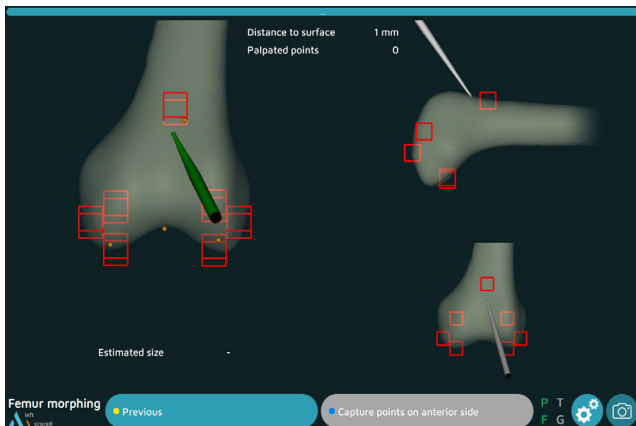 Distance to surface 1 mm
Palpated points 0
Estimated size -
Femur morphing
left
score®
Previous
Capture points on anterior side
P T
F G